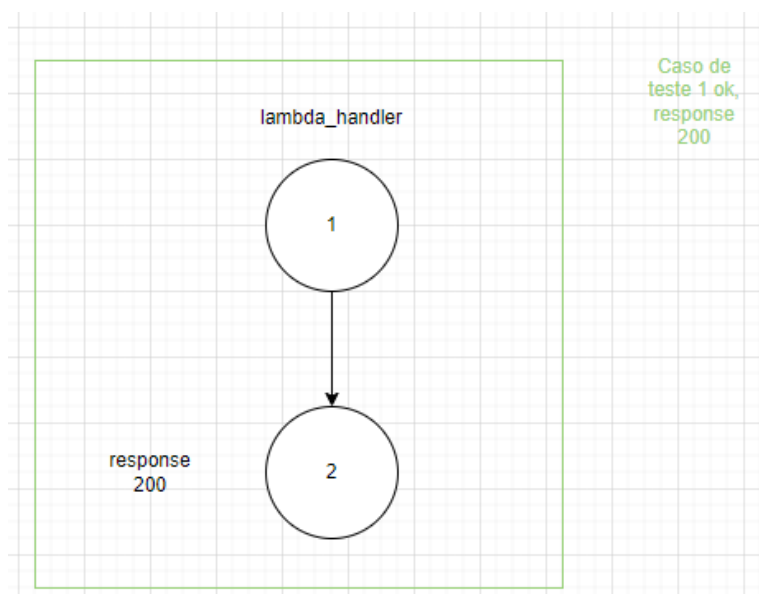 Caso de
teste 1 ok,
response
200
lambda_handler
1
response
200
2